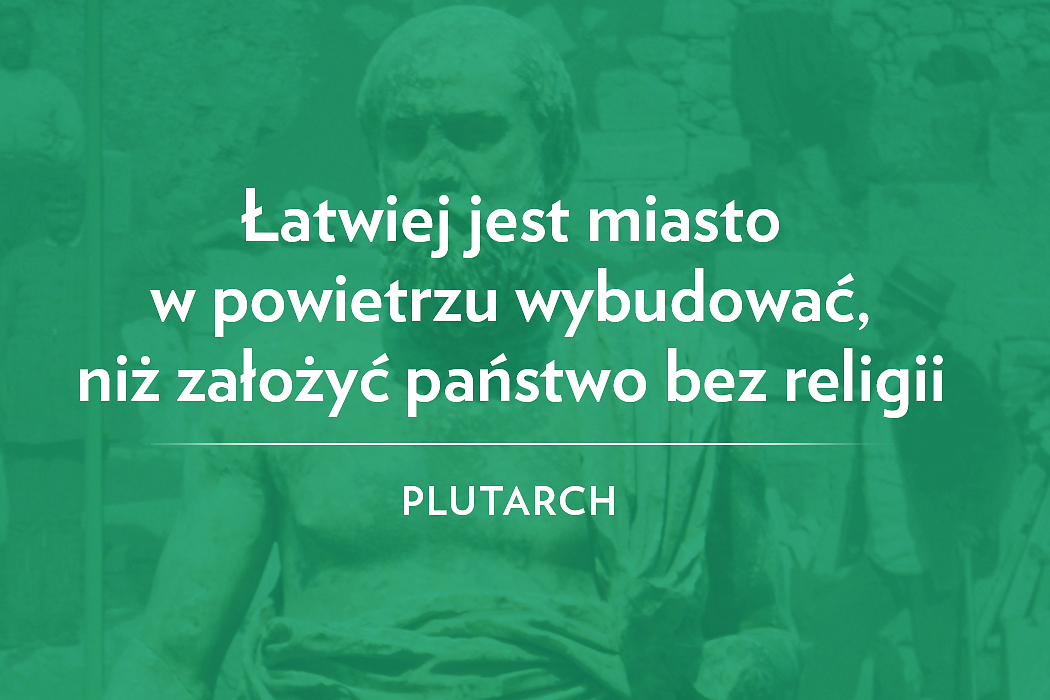 Łatwiej jest miasto
w powietrzu wybudować,
niż założyć państwo bez religii
PLUTARCH